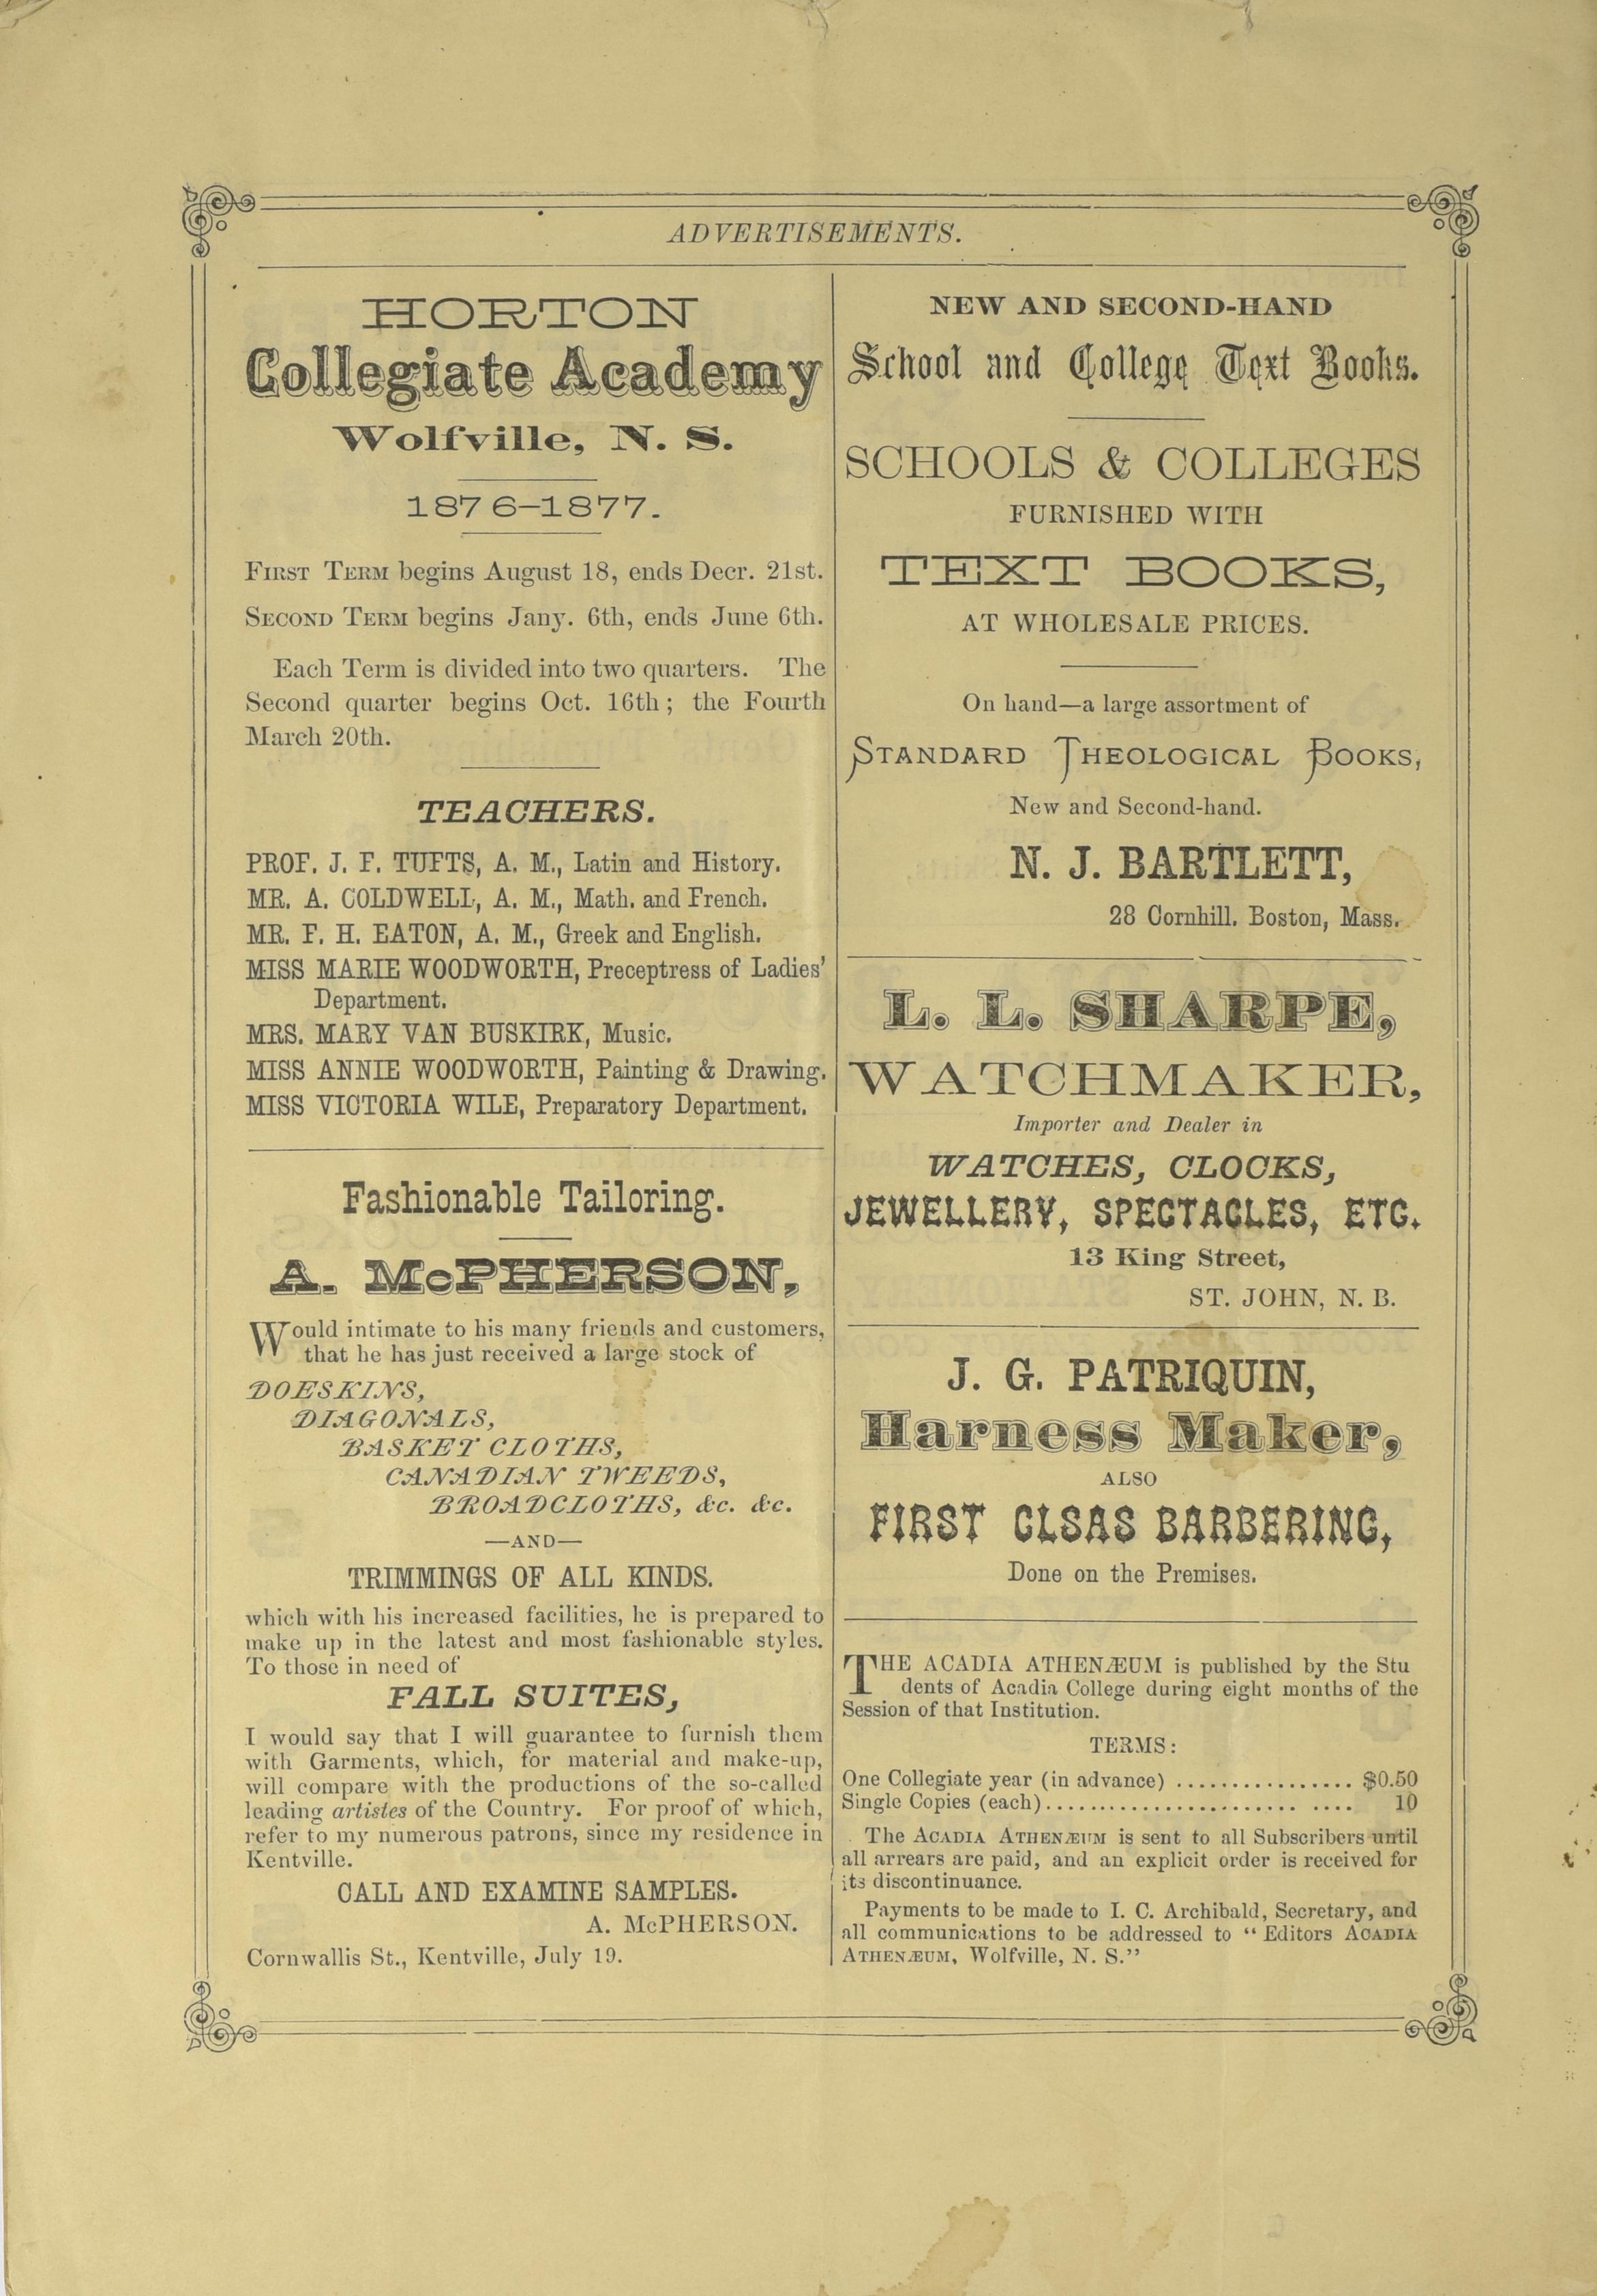 ADVERTISEMENTS.
HORTON
Collegiate Academy
Wolfville, N. S.
1876–1877.
FIRST TERM begins August 18, ends Decr. 21st.
SECOND TERM begins Jany. 6th, ends June 6th.
Each Term is divided into two quarters. The
Second quarter begins Oct. 16th; the Fourth
March 20th.
TEACHERS.
PROF. J. F. TUFTS, A. M., Latin and History.
MR. A. COLDWELL, A. M., Math. and French.
MR. F. H. EATON, A. M., Greek and English.
MISS MARIE WOODWORTH, Preceptress of Ladies'
Department.
MRS. MARY VAN BUSKIRK, Music.
MISS ANNIE WOODWORTH, Painting & Drawing.
MISS VICTORIA WILE, Preparatory Department.
Fashionable Tailoring.
A. McPHERSON,
Would intimate to his many friends and customers,
that he has just received a large stock of
DOESKINS,
DIAGONALS,
BASKET CLOTHS,
CANADIAN TWEEDS,
BROADCLOTHS, &c. &c.
—AND—
TRIMMINGS OF ALL KINDS.
which with his increased facilities, he is prepared to
make up in the latest and most fashionable styles.
To those in need of
FALL SUITES,
I would say that I will guarantee to furnish them
with Garments, which, for material and make-up,
will compare with the productions of the so-called
leading artistes of the Country. For proof of which,
refer to my numerous patrons, since my residence in
Kentville.
CALL AND EXAMINE SAMPLES.
A. McPHERSON.
Cornwallis St., Kentville, July 19.
NEW AND SECOND-HAND
School and College Text Books.
SCHOOLS & COLLEGES
FURNISHED WITH
TEXT BOOKS,
AT WHOLESALE PRICES.
On hand—a large assortment of
STANDARD THEOLOGICAL BOOKS,
New and Second-hand.
N. J. BARTLETT,
28 Cornhill. Boston, Mass.
L. L. SHARPE,
WATCHMAKER,
Importer and Dealer in
WATCHES, CLOCKS,
JEWELLERY, SPECTACLES, ETC.
13 King Street,
ST. JOHN, N. B.
J. G. PATRIQUIN,
Harness Maker,
ALSO
FIRST CLSAS BARBERING,
Done on the Premises.
THE ACADIA ATHENÆUM is published by the Stu
dents of Acadia College during eight months of the
Session of that Institution.
TERMS:
One Collegiate year (in advance) ................ $0.50
Single Copies (each)........................ .... 10
The ACADIA ATHENÆUM is sent to all Subscribers until
all arrears are paid, and an explicit order is received for
its discontinuance.
Payments to be made to I. C. Archibald, Secretary, and
all communications to be addressed to "Editors ACADIA
ATHENÆUM, Wolfville, N. S."